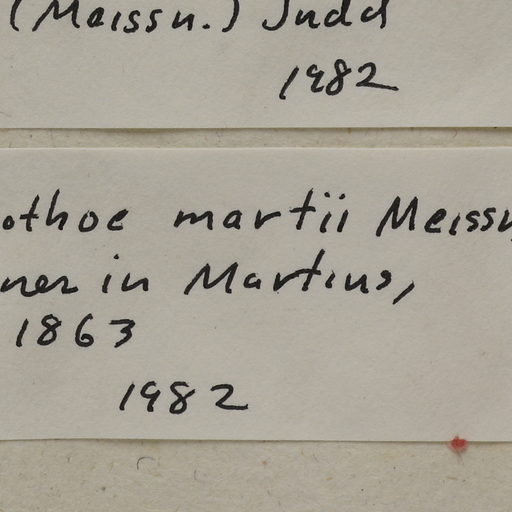 (Meissn.) Judd
1982
othoe martii Meissn
ner in Martius,
1863
1982